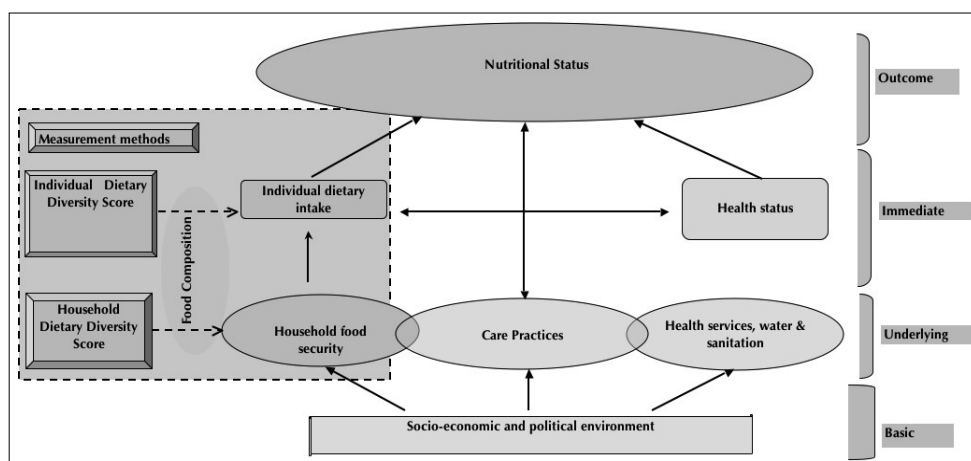 Nutritional Status
Outcome
Measurement methods
Individual Dietary
Diversity Score
Individual dietary
intake
Health status
Immediate
Food Composition
Household
Dietary Diversity
Score
Household food
security
Care Practices
Health services, water &
sanitation
Underlying
Socio-economic and political environment
Basic